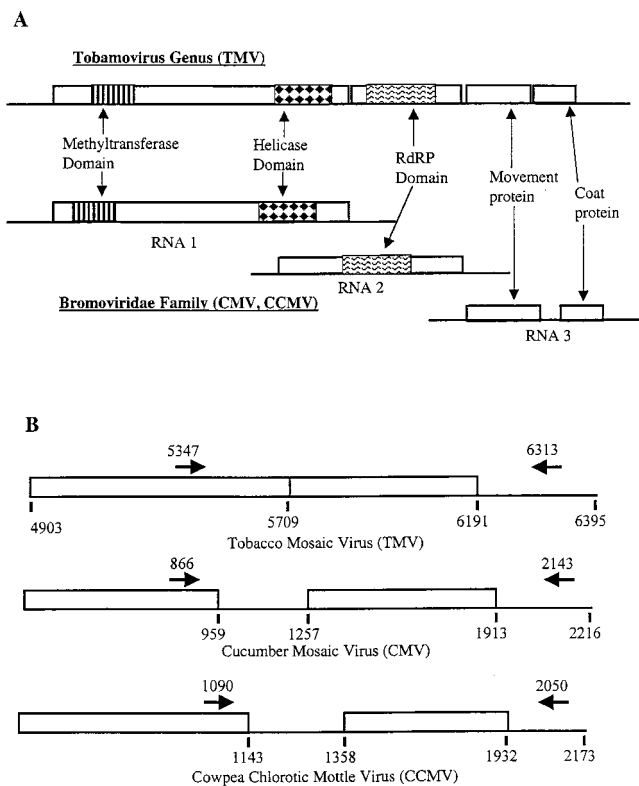 A
Tobamovirus Genus (TMV)
Methyltransferase
Domain
Helicase
Domain
RdRP
Domain
Movement
protein
Coat
protein
RNA 1
RNA 2
Bromoviridae Family (CMV, CCMV)
RNA 3
B
5347
6313
4903
5709
6191
6395
Tobacco Mosaic Virus (TMV)
866
2143
959
1257
1913
2216
Cucumber Mosaic Virus (CMV)
1090
2050
1143
1358
1932
2173
Cowpea Chlorotic Mottle Virus (CCMV)